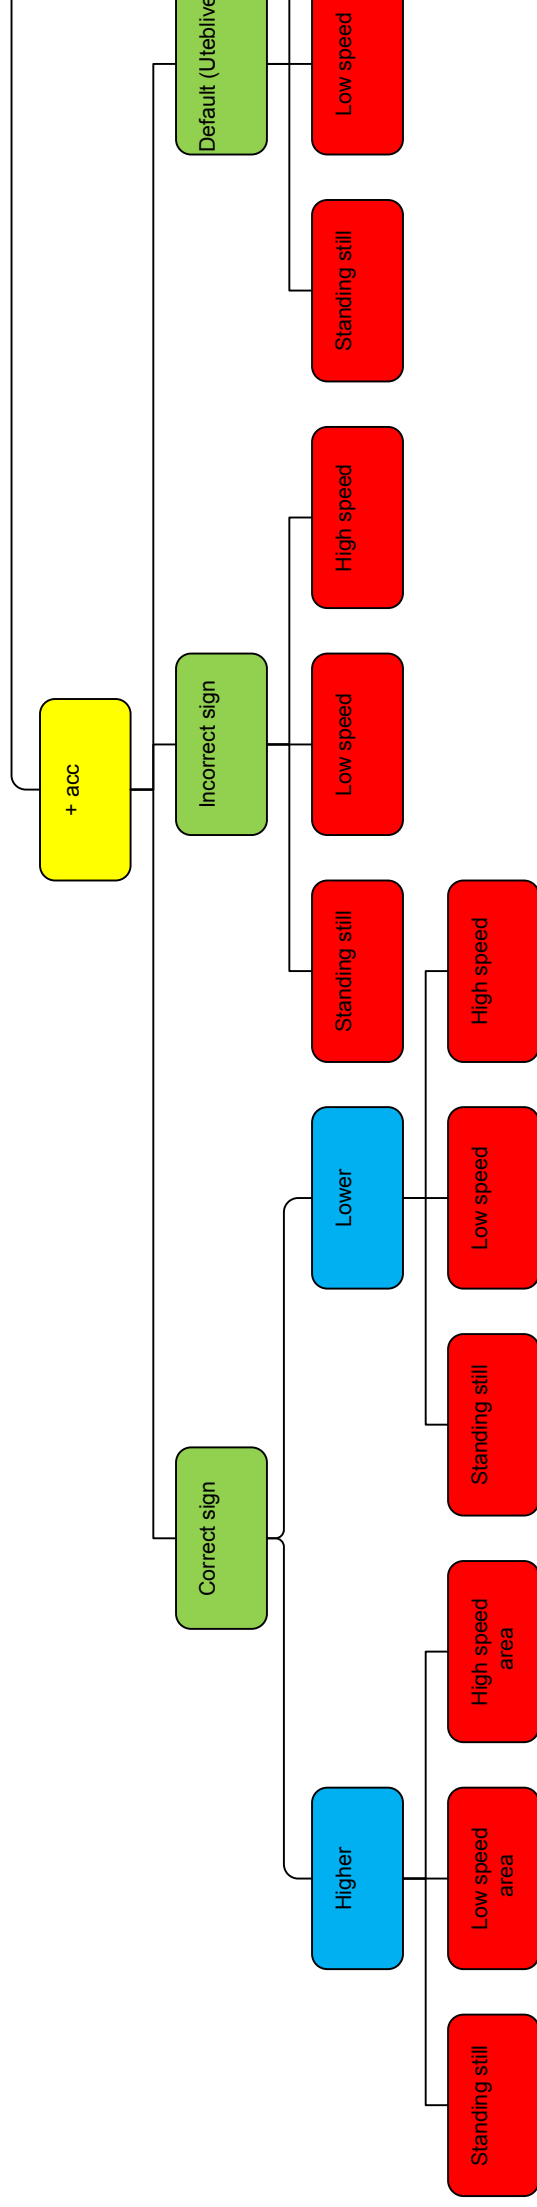 + acc
Correct sign
Incorrect sign
Default (Uteblive
Higher
Lower
Standing still
Low speed
High speed
Standing still
Low speed
Standing still
Low speed
area
High speed
area
Standing still
Low speed
High speed